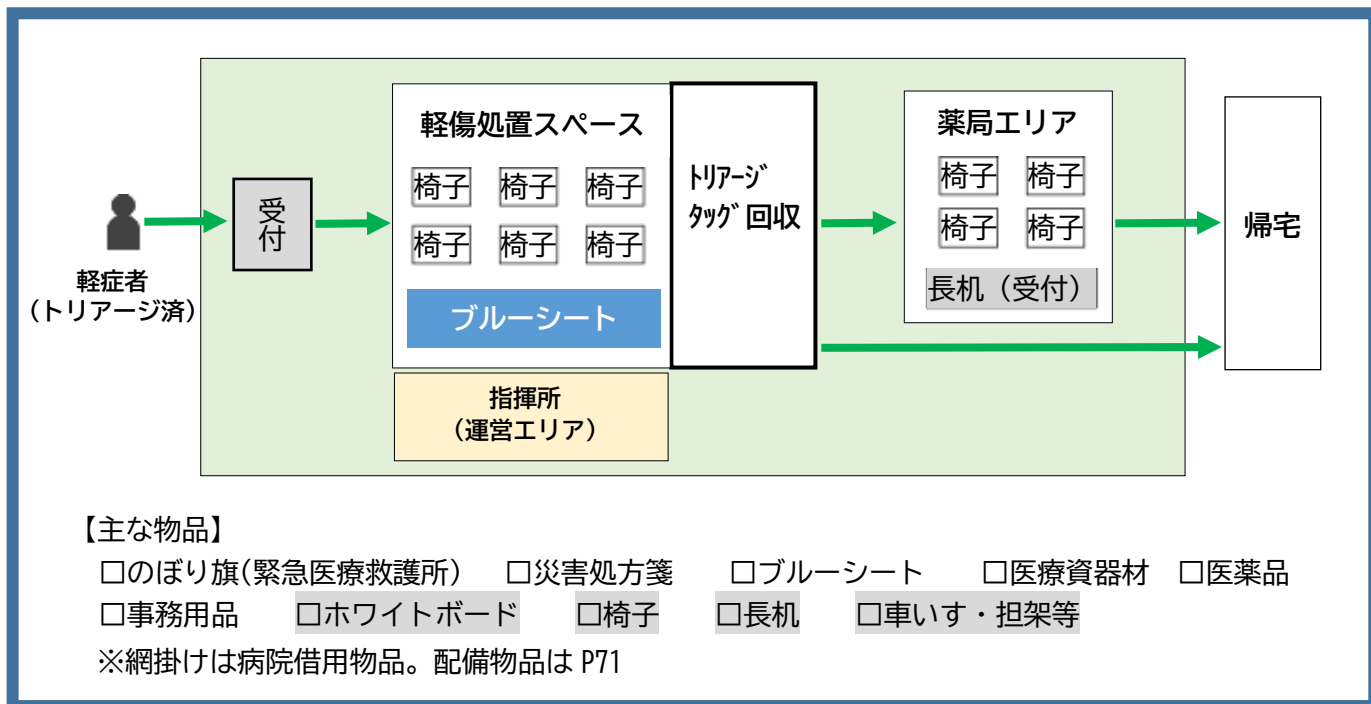 軽症者
(トリアージ済)
受付
軽傷処置スペース
椅子 椅子 椅子
椅子 椅子 椅子
ブルーシート
指揮所
(運営エリア)
ﾄﾘｱｰｼﾞ
ﾀｯｸﾞ回収
薬局エリア
椅子 椅子
椅子 椅子
長机(受付)
帰宅
【主な物品】
□のぼり旗(緊急医療救護所) □災害処方箋 □ブルーシート □医療資器材 □医薬品
□事務用品 □ホワイトボード □椅子 □長机 □車いす・担架等
※網掛けは病院借用物品。配備物品は P71